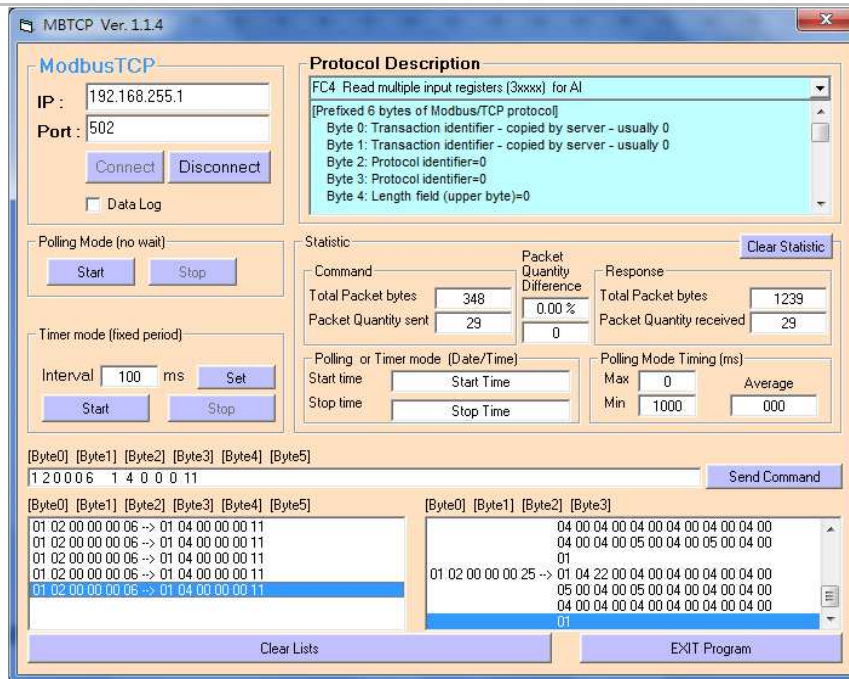 MBTCP Ver. 1.1.4
ModbusTCP
IP : 192.168.255.1
Port : 502
Connect Disconnect
Data Log
Protocol Description
FC4 Read multiple input registers (3xxxx) for AI
[Prefixed 6 bytes of Modbus/TCP protocol]
Byte 0: Transaction identifier - copied by server - usually 0
Byte 1: Transaction identifier - copied by server - usually 0
Byte 2: Protocol identifier=0
Byte 3: Protocol identifier=0
Byte 4: Length field (upper byte)=0
Polling Mode (no wait)
Start Stop
Timer mode (fixed period)
Interval 100 ms Set
Start Stop
Statistic
Clear Statistic
Command
Total Packet bytes 348
Packet Quantity sent 29
Packet
Quantity
Difference
0.00 %
0
Response
Total Packet bytes 1239
Packet Quantity received 29
Polling or Timer mode (Date/Time)
Start time Start Time
Stop time Stop Time
Polling Mode Timing (ms)
Max 0 Average
Min 1000 000
[Byte0] [Byte1] [Byte2] [Byte3] [Byte4] [Byte5]
1 2 0 0 0 6 1 4 0 0 0 11 Send Command
[Byte0] [Byte1] [Byte2] [Byte3] [Byte4] [Byte5]
01 02 00 00 00 06 --> 01 04 00 00 00 11
01 02 00 00 00 06 --> 01 04 00 00 00 11
01 02 00 00 00 06 --> 01 04 00 00 00 11
01 02 00 00 00 06 --> 01 04 00 00 00 11
01 02 00 00 00 06 --> 01 04 00 00 00 11
[Byte0] [Byte1] [Byte2] [Byte3]
04 00 04 00 04 00 04 00 04 00 04 00
04 00 04 00 05 00 04 00 05 00 04 00
01
01 02 00 00 00 25 --> 01 04 22 00 04 00 04 00 04 00 04 00
05 00 04 00 05 00 04 00 04 00 04 00
04 00 04 00 04 00 04 00 04 00 04 00
01
Clear Lists EXIT Program